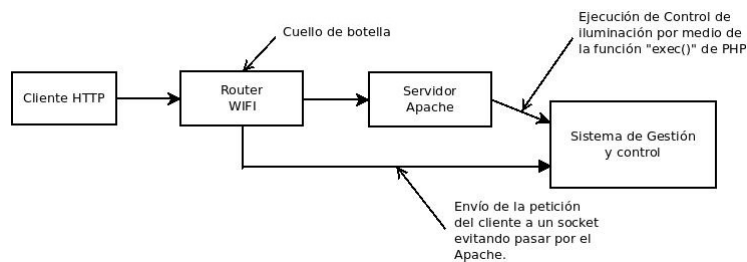 Ejecución de Control de
iluminación por medio de
la función "exec()" de PHP
Cuello de botella
Cliente HTTP
Router
WIFI
Servidor
Apache
Sistema de Gestión
y control
Envío de la petición
del cliente a un socket
evitando pasar por el
Apache.